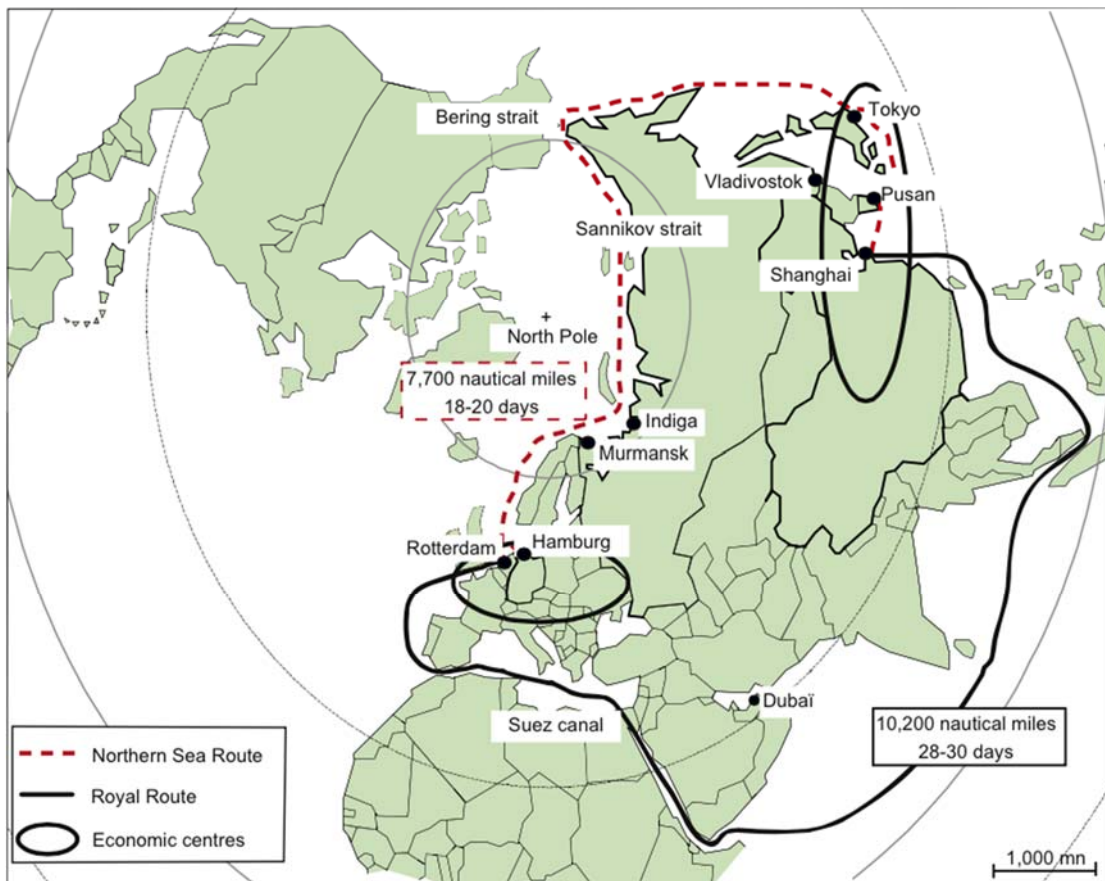 Bering strait
Tokyo
Vladivostok
Pusan
Sannikov strait
Shanghai
+
North Pole
7,700 nautical miles
18-20 days
Indiga
Murmansk
Rotterdam
Hamburg
Dubaï
Suez canal
10,200 nautical miles
28-30 days
Northern Sea Route
Royal Route
Economic centres
1,000 mn